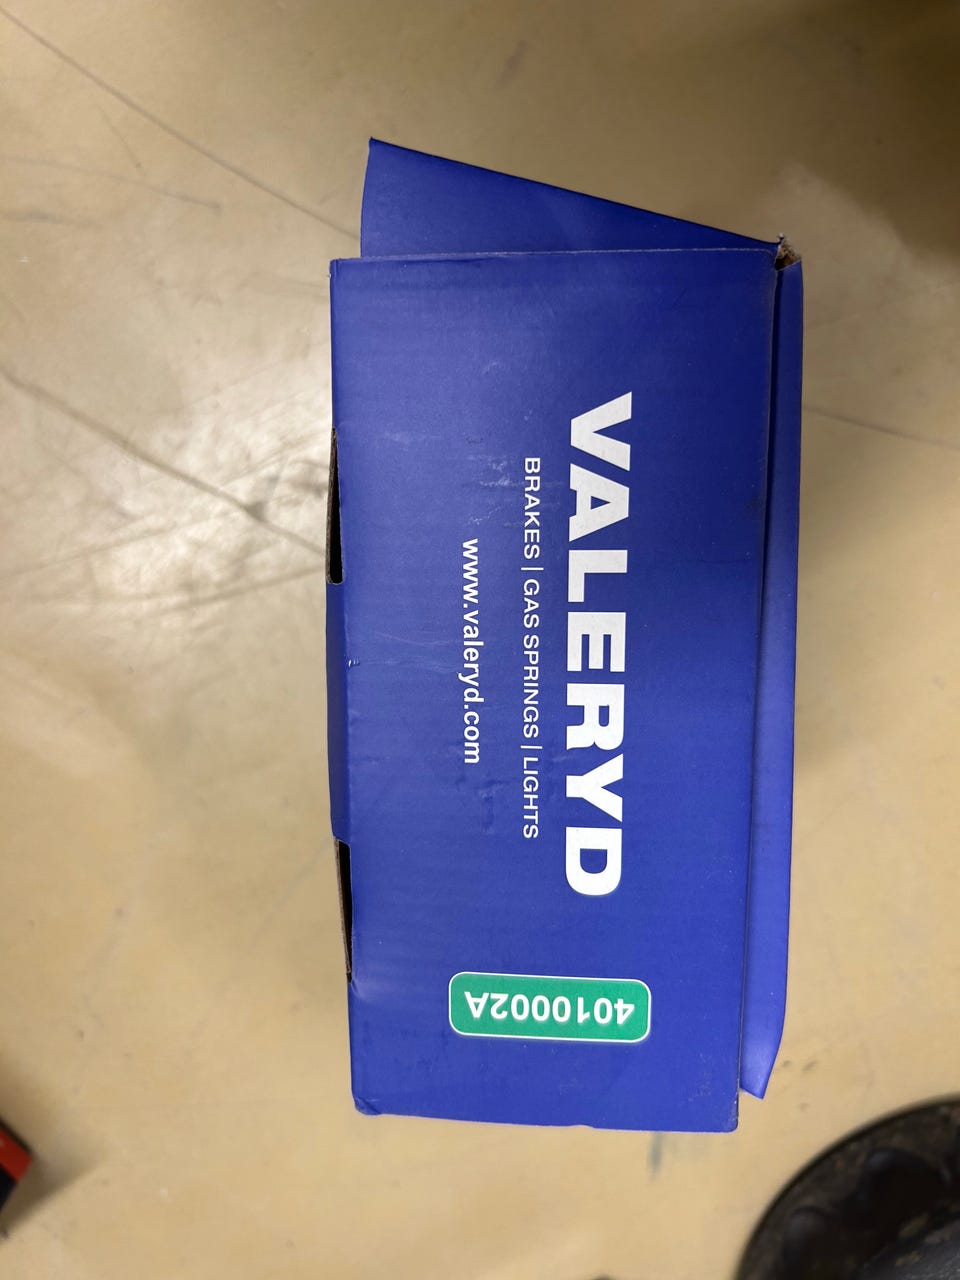 VALERYD
BRAKES | GAS SPRINGS | LIGHTS
www.valeryd.com
4010002A